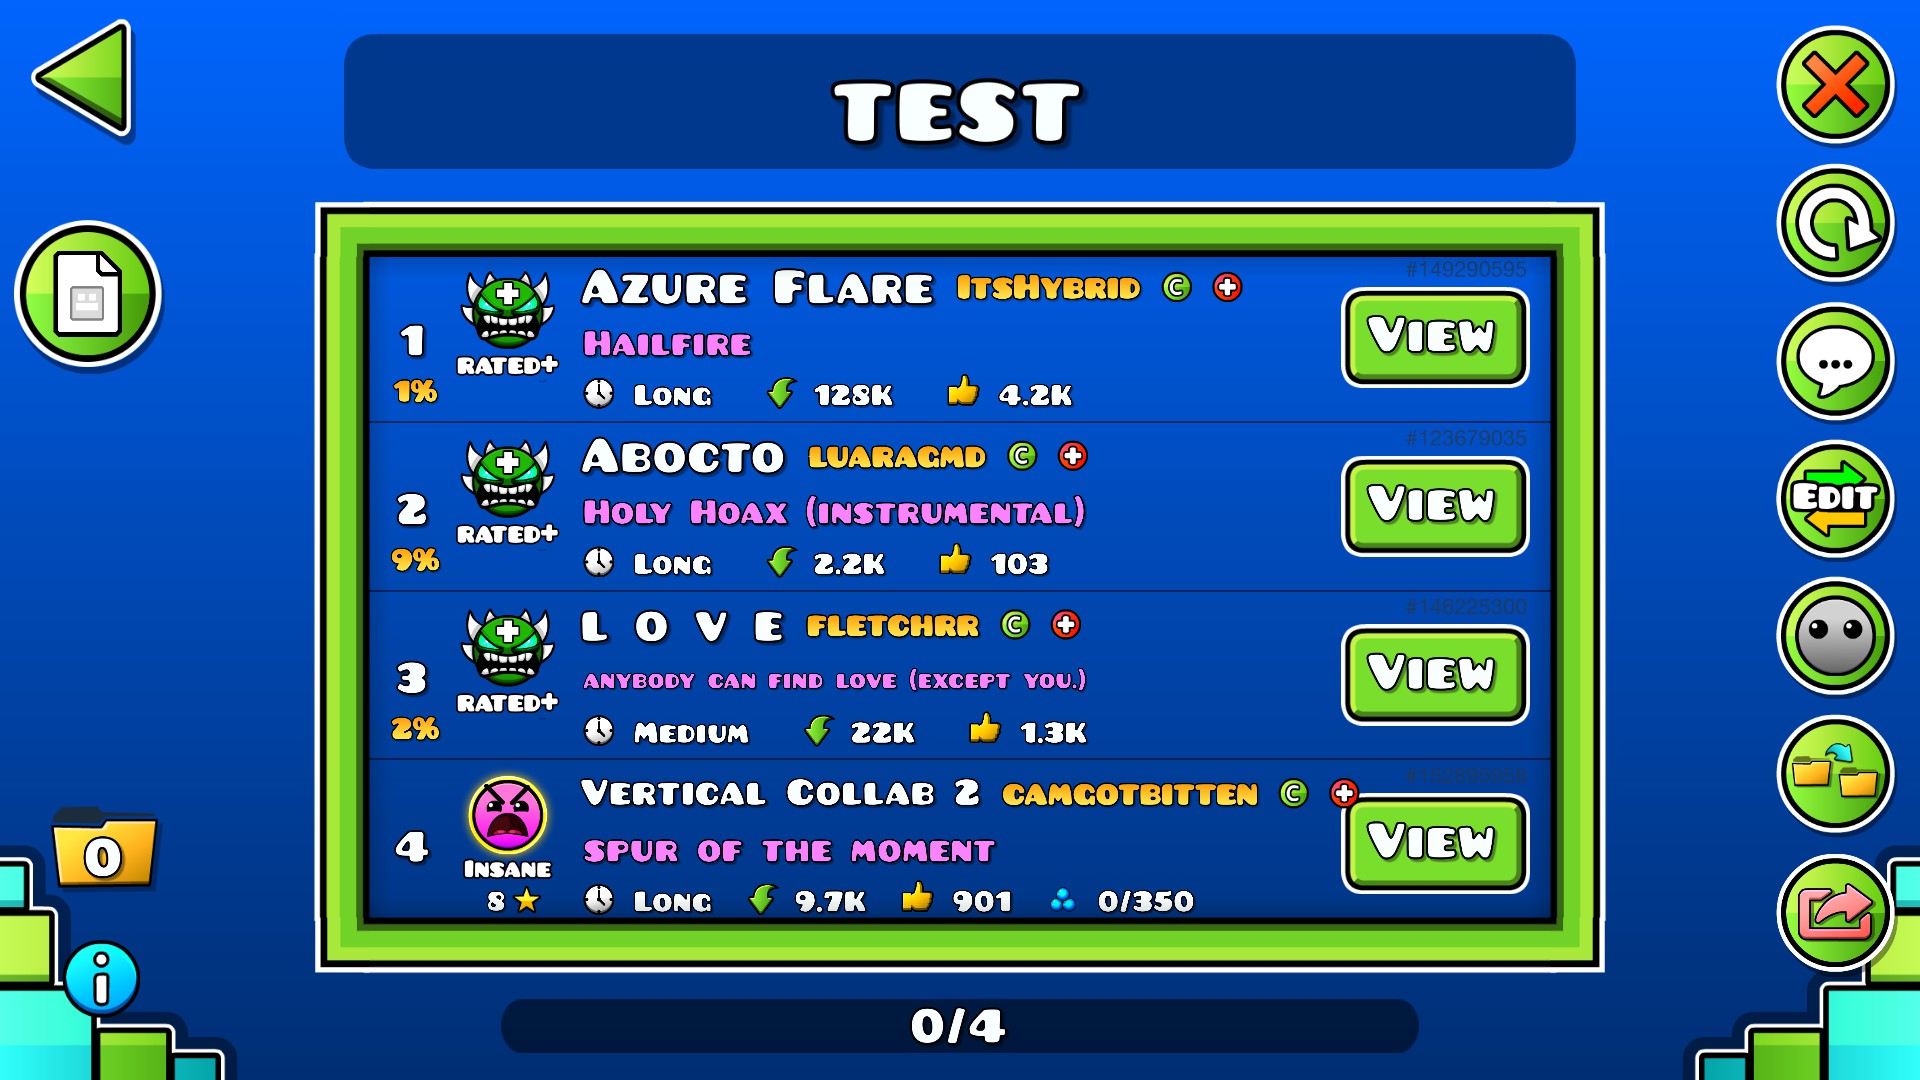 TEST
#149290595
Azure Flare ItsHybrid C
1
Hailfire
View
RATED+
1%
Long 128K 4.2K
#123679035
Abocto luaragmd C
2
Holy Hoax (instrumental)
View
RATED+
9%
Long 2.2K 103
#146225300
L O V E fletchrr C
3
anybody can find love (except you.)
View
RATED+
2%
Medium 22K 1.3K
Vertical Collab 2 camgotbitten C
4
spur of the moment
View
Insane
8
Long 9.7K 901 0/350
Edit
0
i
0/4